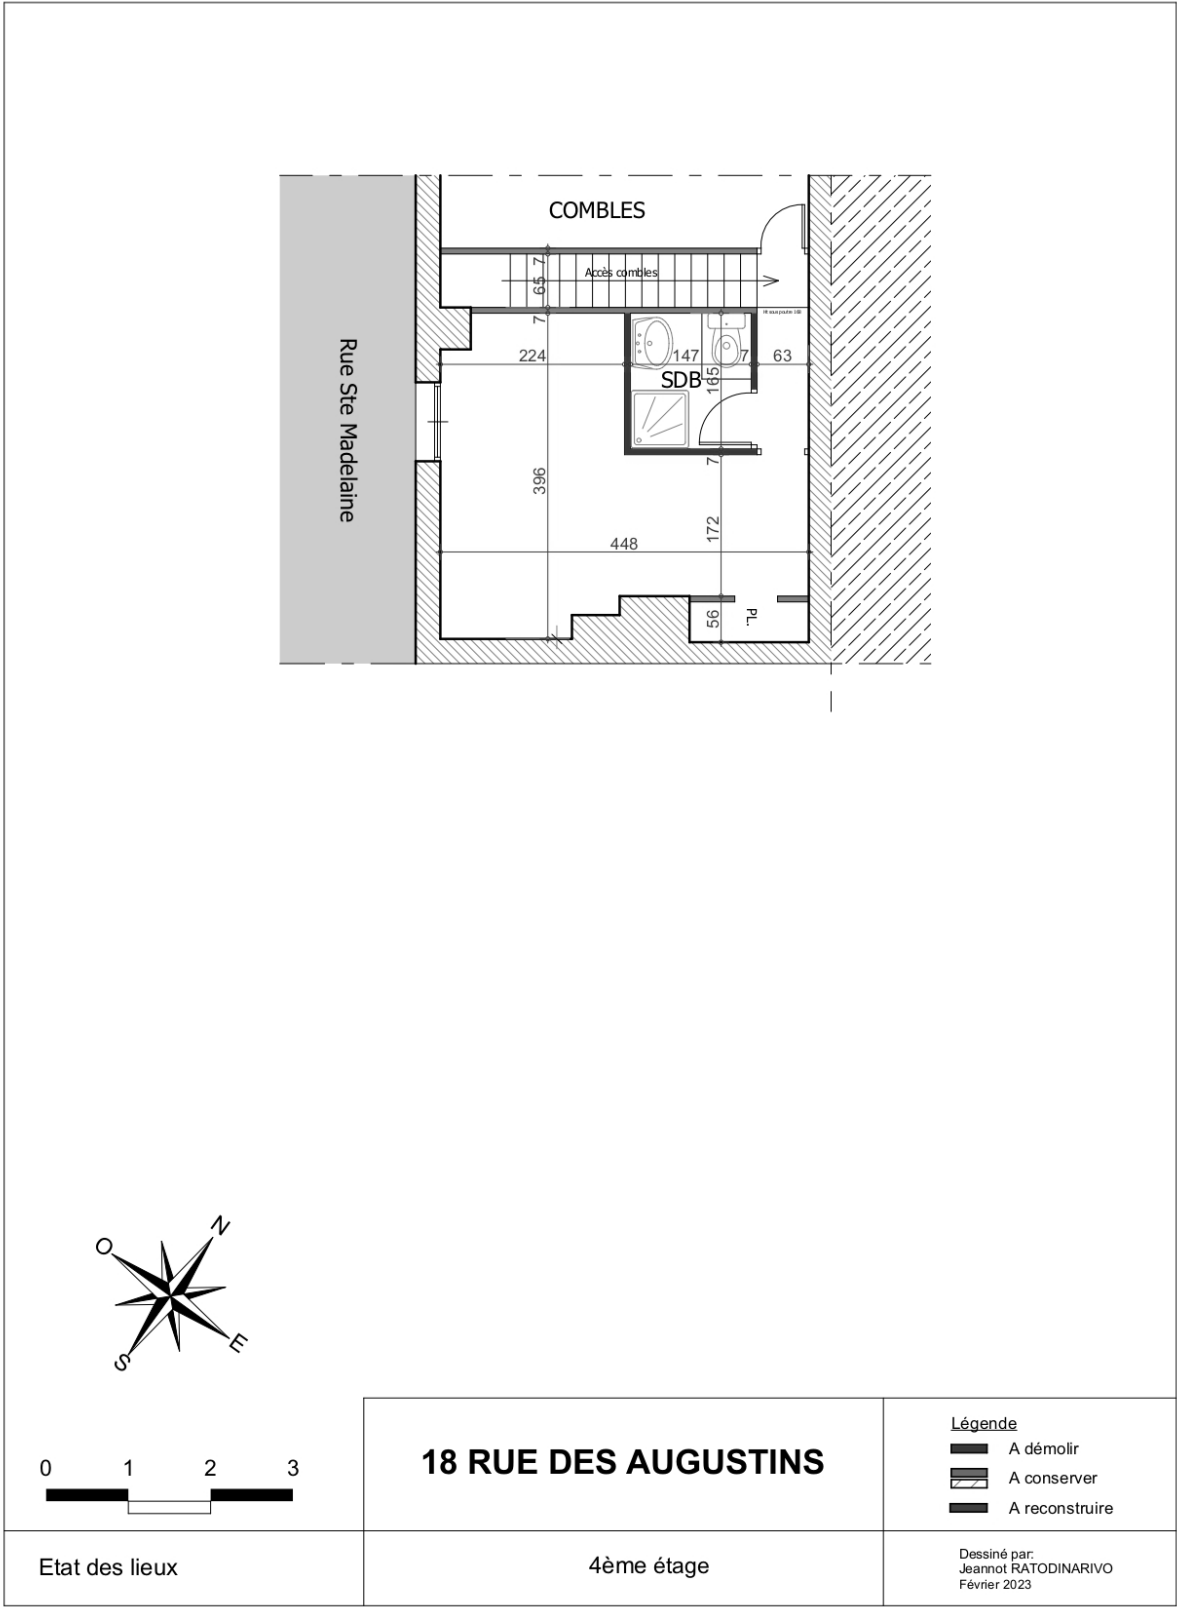 COMBLES
Accès combles
7
65
7
Rue Ste Madelaine
224
147
7
63
SDB
165
396
7
172
448
56
PL.
N
O
E
S
0 1 2 3
18 RUE DES AUGUSTINS
Légende
A démolir
A conserver
A reconstruire
Etat des lieux
4ème étage
Dessiné par:
Jeannot RATODINARIVO
Février 2023